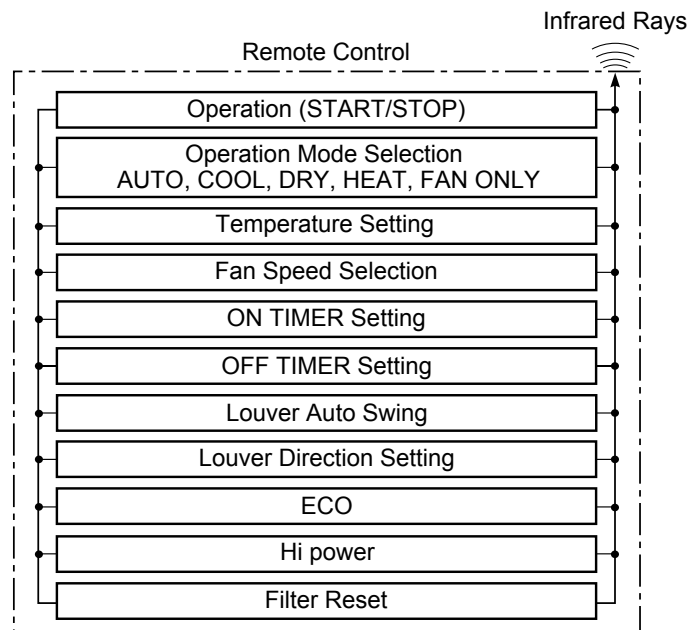 Infrared Rays
Remote Control
Operation (START/STOP)
Operation Mode Selection
AUTO, COOL, DRY, HEAT, FAN ONLY
Temperature Setting
Fan Speed Selection
ON TIMER Setting
OFF TIMER Setting
Louver Auto Swing
Louver Direction Setting
ECO
Hi power
Filter Reset